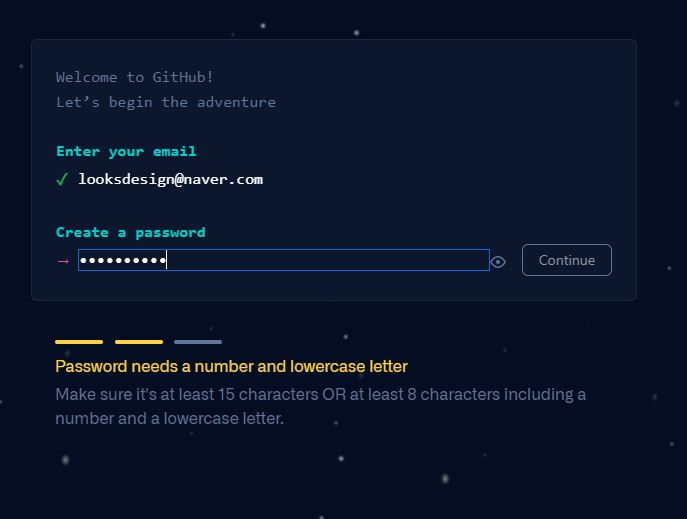 Welcome to GitHub!
Let’s begin the adventure
Enter your email
✓ looksdesign@naver.com
Create a password
→ ●●●●●●●●●● Continue
Password needs a number and lowercase letter
Make sure it's at least 15 characters OR at least 8 characters including a
number and a lowercase letter.